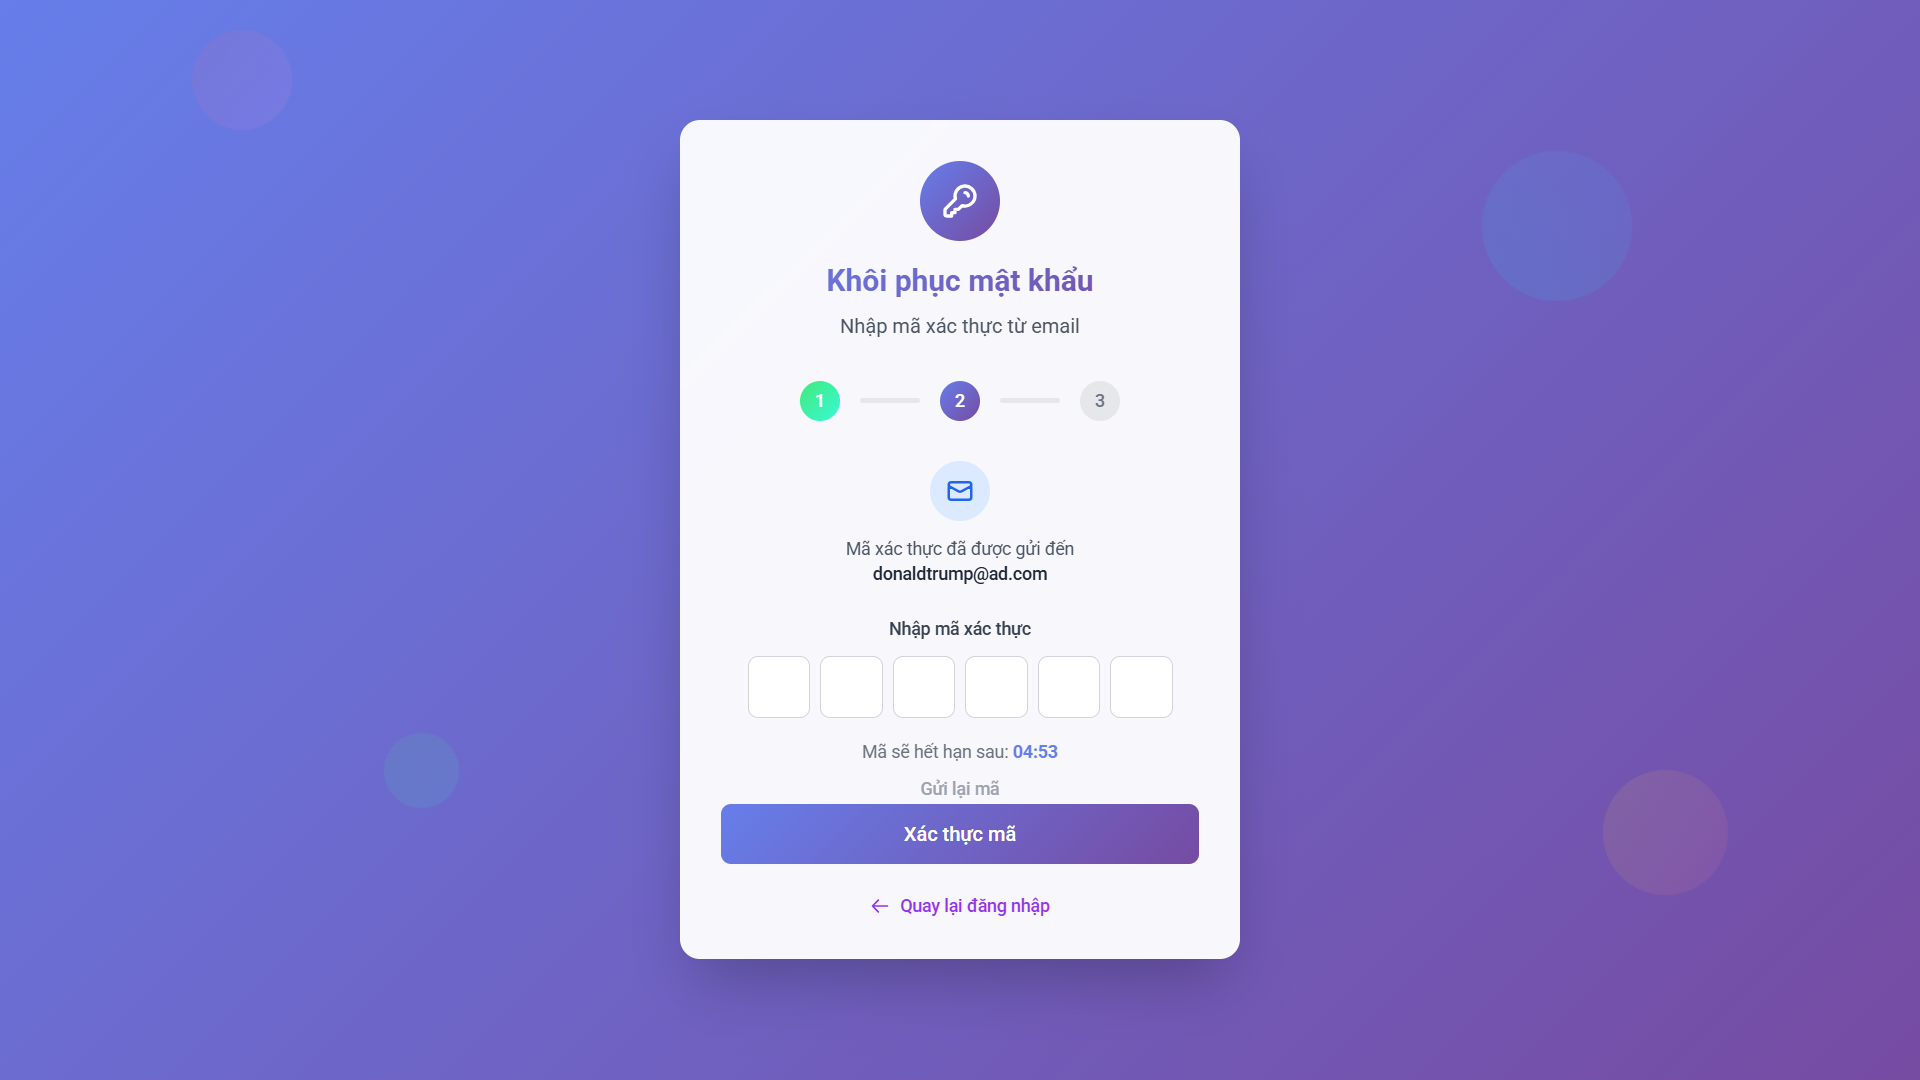 Khôi phục mật khẩu
Nhập mã xác thực từ email
1 2 3
Mã xác thực đã được gửi đến
donaldtrump@ad.com
Nhập mã xác thực
Mã sẽ hết hạn sau: 04:53
Gửi lại mã
Xác thực mã
Quay lại đăng nhập